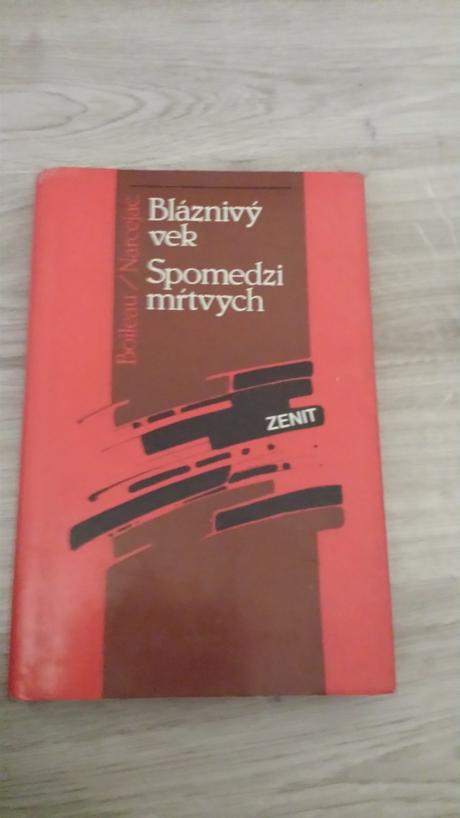 Boileau / Narcejac
Bláznivý
vek
Spomedzi
mŕtvych
ZENIT